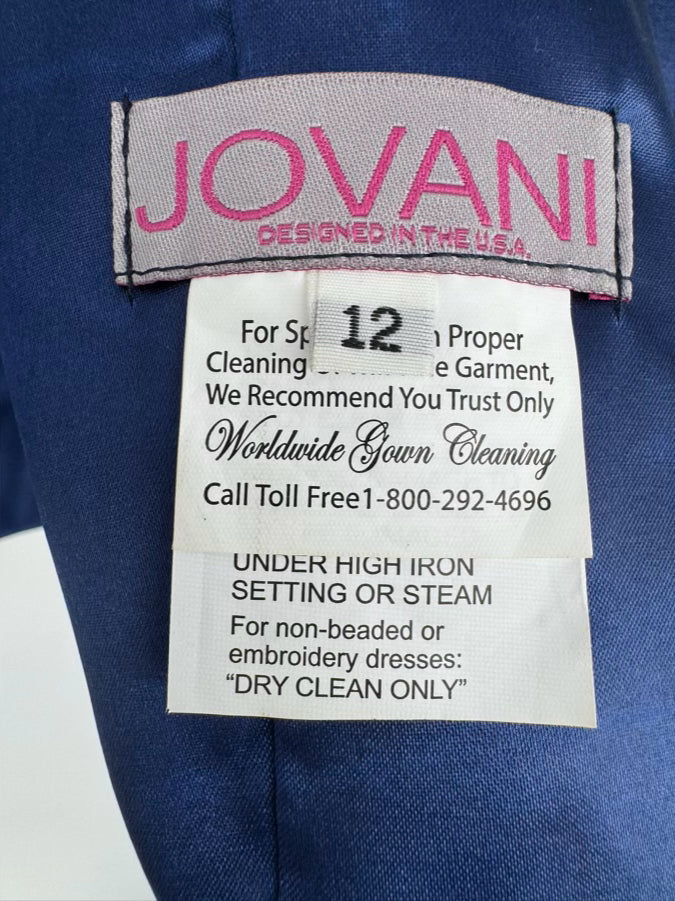 JOVANI
DESIGNED IN THE U.S.A.
12
For Proper
Cleaning Garment,
We Recommend You Trust Only
Worldwide Gown Cleaning
Call Toll Free1-800-292-4696
UNDER HIGH IRON
SETTING OR STEAM
For non-beaded or
embroidery dresses:
“DRY CLEAN ONLY”